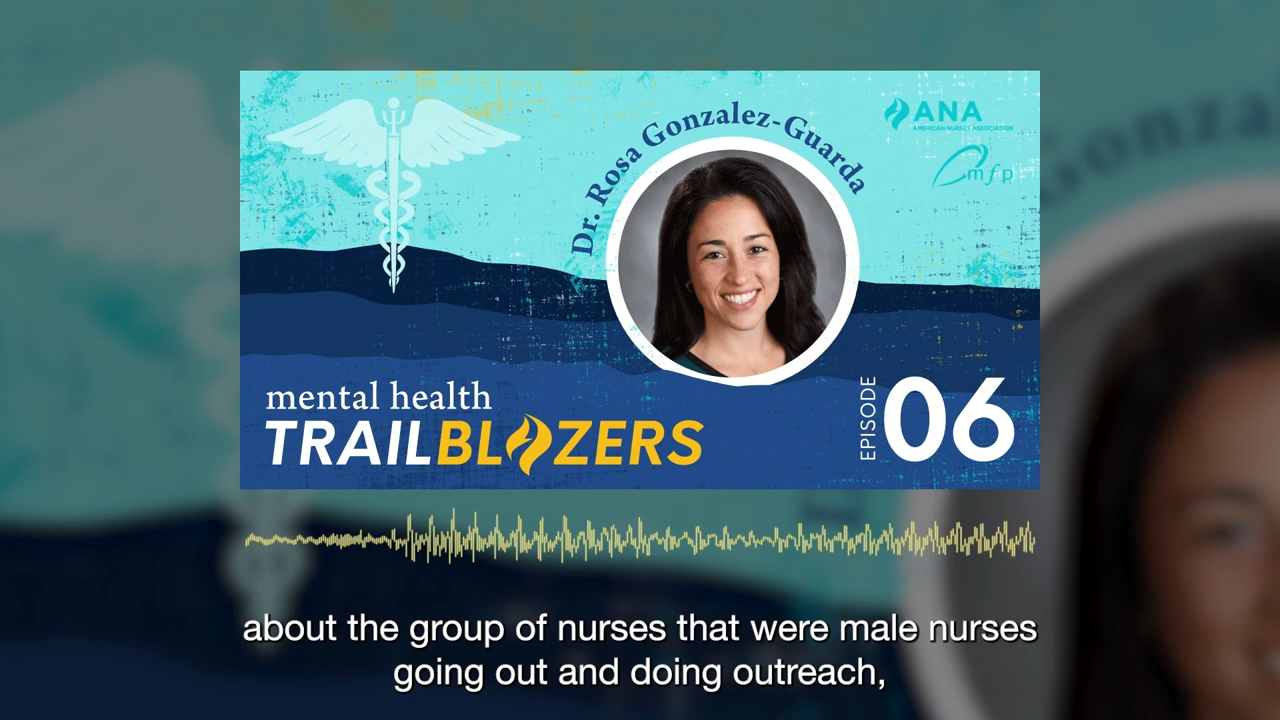 Dr. Rosa Gonzalez-Guarda
ANA
AMERICAN NURSES ASSOCIATION
mfp
mental health
TRAILBLAZERS
EPISODE
06
about the group of nurses that were male nurses
going out and doing outreach,